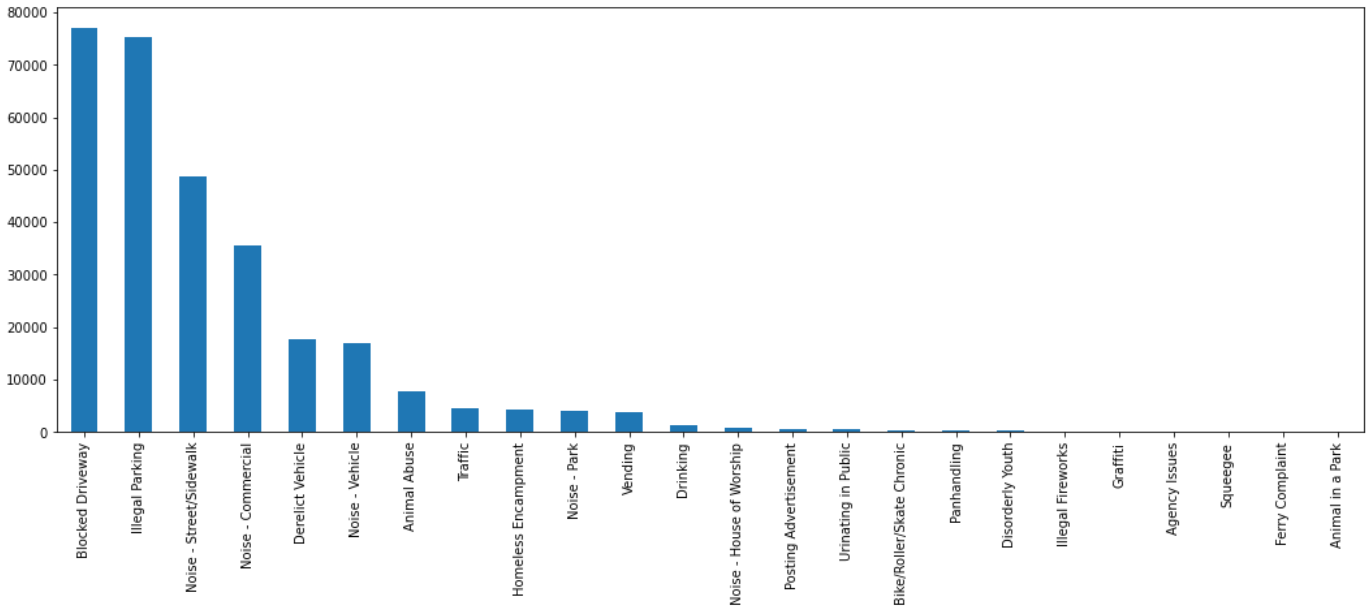 80000
70000
60000
50000
40000
30000
20000
10000
0
Blocked Driveway
Illegal Parking
Noise - Street/Sidewalk
Noise - Commercial
Derelict Vehicle
Noise - Vehicle
Animal Abuse
Traffic
Homeless Encampment
Noise - Park
Vending
Drinking
Noise - House of Worship
Posting Advertisement
Urinating in Public
Bike/Roller/Skate Chronic
Panhandling
Disorderly Youth
Illegal Fireworks
Graffiti
Agency Issues
Squeegee
Ferry Complaint
Animal in a Park